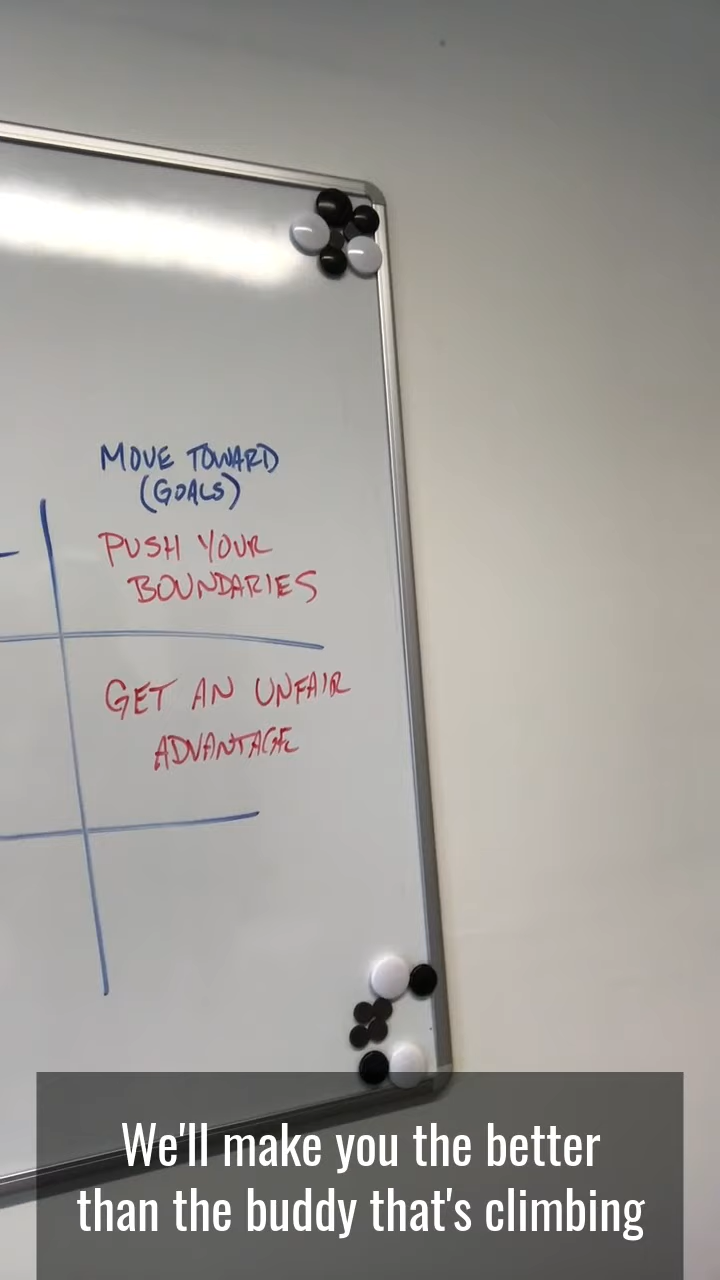 MOVE TOWARD
(GOALS)
PUSH YOUR
BOUNDARIES
GET AN UNFAIR
ADVANTAGE
We'll make you the better
than the buddy that's climbing